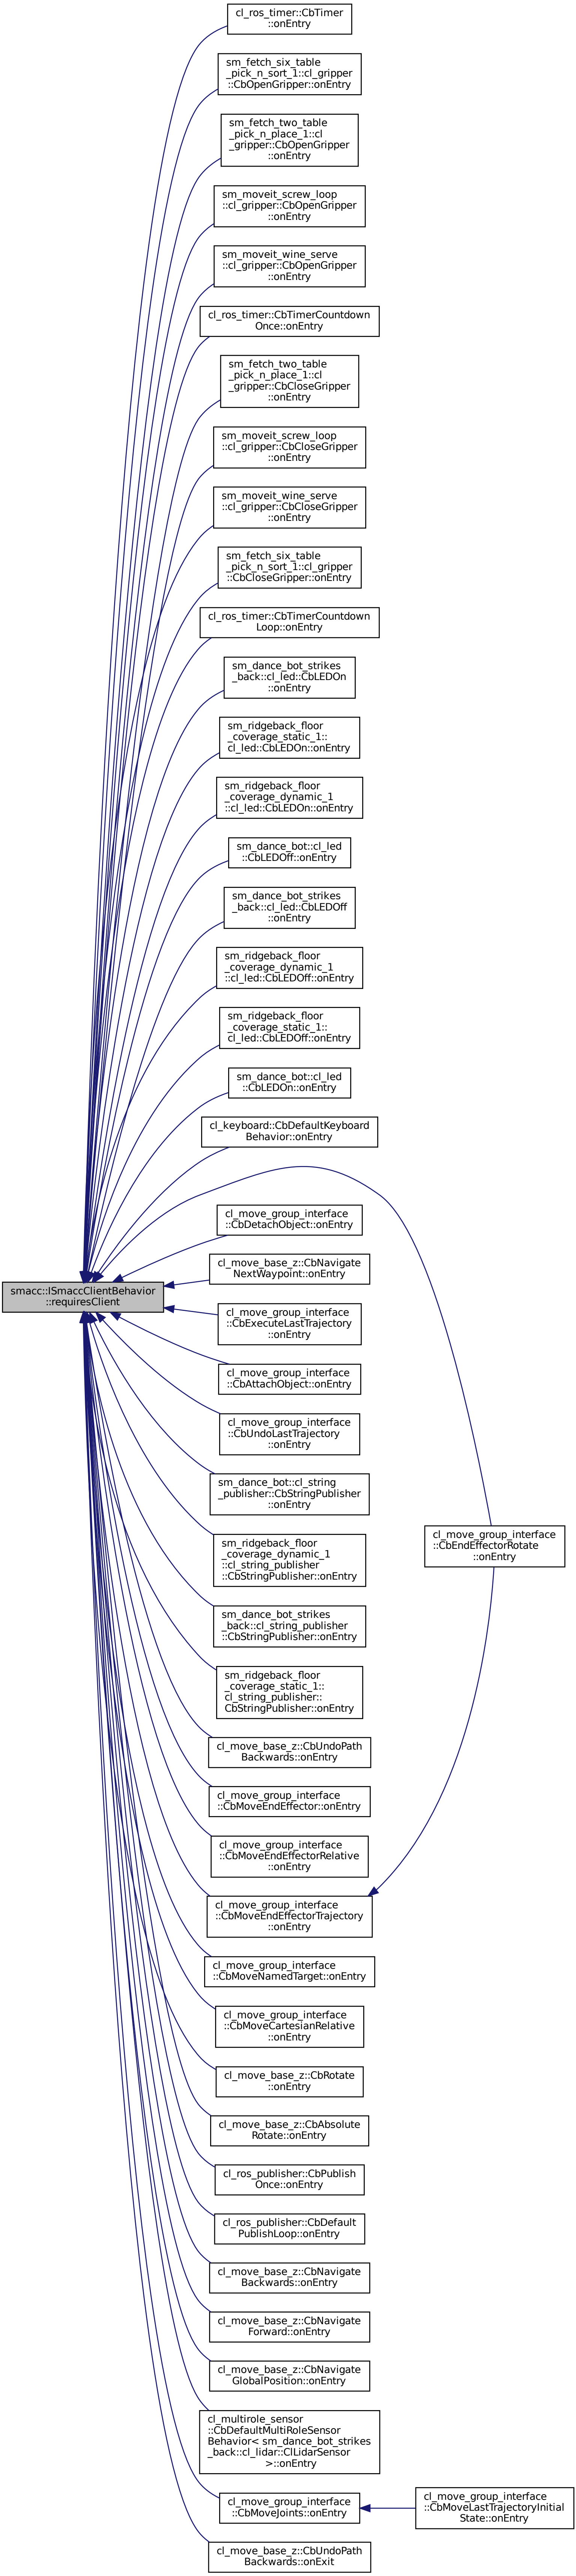 cl_ros_timer::CbTimer
::onEntry
sm_fetch_six_table
_pick_n_sort_1::cl_gripper
::CbOpenGripper::onEntry
sm_fetch_two_table
_pick_n_place_1::cl
_gripper::CbOpenGripper
::onEntry
sm_moveit_screw_loop
::cl_gripper::CbOpenGripper
::onEntry
sm_moveit_wine_serve
::cl_gripper::CbOpenGripper
::onEntry
cl_ros_timer::CbTimerCountdown
Once::onEntry
sm_fetch_two_table
_pick_n_place_1::cl
_gripper::CbCloseGripper
::onEntry
sm_moveit_screw_loop
::cl_gripper::CbCloseGripper
::onEntry
sm_moveit_wine_serve
::cl_gripper::CbCloseGripper
::onEntry
sm_fetch_six_table
_pick_n_sort_1::cl_gripper
::CbCloseGripper::onEntry
cl_ros_timer::CbTimerCountdown
Loop::onEntry
sm_dance_bot_strikes
_back::cl_led::CbLEDOn
::onEntry
sm_ridgeback_floor
_coverage_static_1::
cl_led::CbLEDOn::onEntry
sm_ridgeback_floor
_coverage_dynamic_1
::cl_led::CbLEDOn::onEntry
sm_dance_bot::cl_led
::CbLEDOff::onEntry
sm_dance_bot_strikes
_back::cl_led::CbLEDOff
::onEntry
sm_ridgeback_floor
_coverage_dynamic_1
::cl_led::CbLEDOff::onEntry
sm_ridgeback_floor
_coverage_static_1::
cl_led::CbLEDOff::onEntry
sm_dance_bot::cl_led
::CbLEDOn::onEntry
cl_keyboard::CbDefaultKeyboard
Behavior::onEntry
cl_move_group_interface
::CbDetachObject::onEntry
cl_move_base_z::CbNavigate
NextWaypoint::onEntry
smacc::ISmaccClientBehavior
::requiresClient
cl_move_group_interface
::CbExecuteLastTrajectory
::onEntry
cl_move_group_interface
::CbAttachObject::onEntry
cl_move_group_interface
::CbUndoLastTrajectory
::onEntry
sm_dance_bot::cl_string
_publisher::CbStringPublisher
::onEntry
cl_move_group_interface
::CbEndEffectorRotate
::onEntry
sm_ridgeback_floor
_coverage_dynamic_1
::cl_string_publisher
::CbStringPublisher::onEntry
sm_dance_bot_strikes
_back::cl_string_publisher
::CbStringPublisher::onEntry
sm_ridgeback_floor
_coverage_static_1::
cl_string_publisher::
CbStringPublisher::onEntry
cl_move_base_z::CbUndoPath
Backwards::onEntry
cl_move_group_interface
::CbMoveEndEffector::onEntry
cl_move_group_interface
::CbMoveEndEffectorRelative
::onEntry
cl_move_group_interface
::CbMoveEndEffectorTrajectory
::onEntry
cl_move_group_interface
::CbMoveNamedTarget::onEntry
cl_move_group_interface
::CbMoveCartesianRelative
::onEntry
cl_move_base_z::CbRotate
::onEntry
cl_move_base_z::CbAbsolute
Rotate::onEntry
cl_ros_publisher::CbPublish
Once::onEntry
cl_ros_publisher::CbDefault
PublishLoop::onEntry
cl_move_base_z::CbNavigate
Backwards::onEntry
cl_move_base_z::CbNavigate
Forward::onEntry
cl_move_base_z::CbNavigate
GlobalPosition::onEntry
cl_multirole_sensor
::CbDefaultMultiRoleSensor
Behavior< sm_dance_bot_strikes
_back::cl_lidar::ClLidarSensor
>::onEntry
cl_move_group_interface
::CbMoveJoints::onEntry
cl_move_group_interface
::CbMoveLastTrajectoryInitial
State::onEntry
cl_move_base_z::CbUndoPath
Backwards::onExit